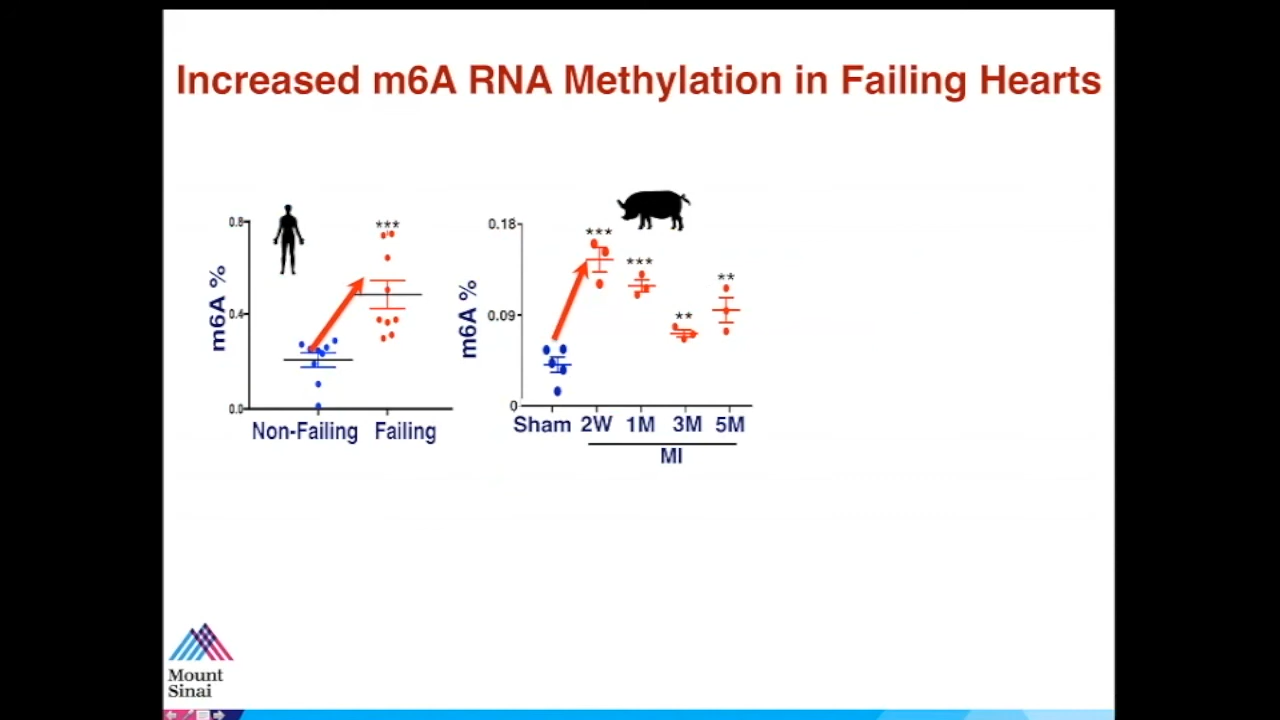 Increased m6A RNA Methylation in Failing Hearts
m6A %
0.8
0.4
0.0
***
Non-Failing Failing
m6A %
0.18
0.09
0
***
***
**
**
Sham 2W 1M 3M 5M
MI
Mount
Sinai